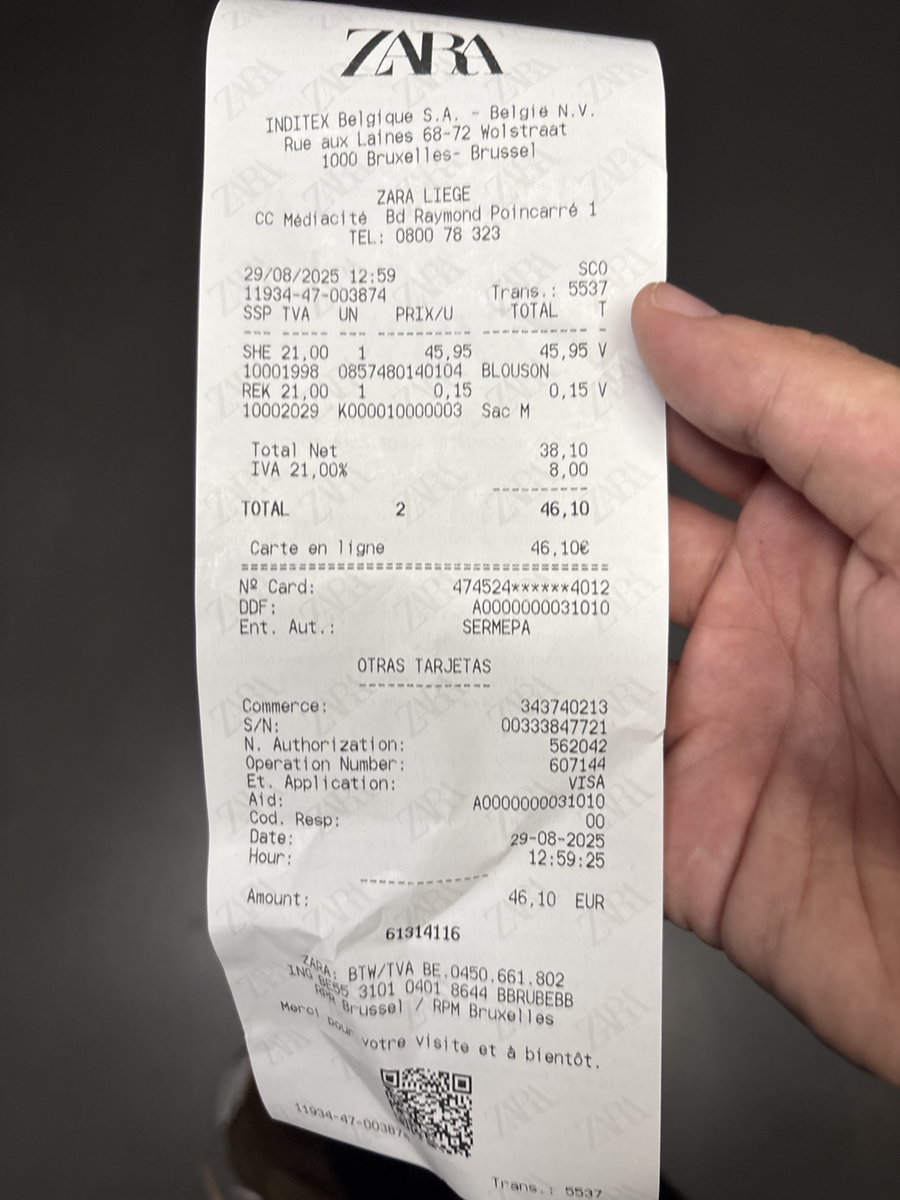 ZARA
INDITEX Belgique S.A. - België N.V.
Rue aux Laines 68-72 Wolstraat
1000 Bruxelles- Brussel
ZARA LIEGE
CC Médiacité Bd Raymond Poincarré 1
TEL: 0800 78 323
29/08/2025 12:59 SCO
11934-47-003874 Trans.: 5537
SSP TVA UN PRIX/U TOTAL T
SHE 21,00 1 45,95 45,95 V
10001998 0857480140104 BLOUSON
REK 21,00 1 0,15 0,15 V
10002029 K000010000003 Sac M
Total Net 38,10
IVA 21,00% 8,00
TOTAL 2 46,10
Carte en ligne 46,10€
Nº Card: 474524******4012
DDF: A0000000031010
Ent. Aut.: SERMEPA
OTRAS TARJETAS
Commerce: 343740213
S/N: 00333847721
N. Authorization: 562042
Operation Number: 607144
Et. Application: VISA
Aid: A0000000031010
Cod. Resp: 00
Date: 29-08-2025
Hour: 12:59:25
Amount: 46,10 EUR
61314116
ZARA: BTW/TVA BE.0450.661.802
ING BE55 3101 0401 8644 BBRUBEBB
RPR Brussel / RPM Bruxelles
Merci pour votre visite et à bientôt.
11934-47-003874
Trans.: 5537